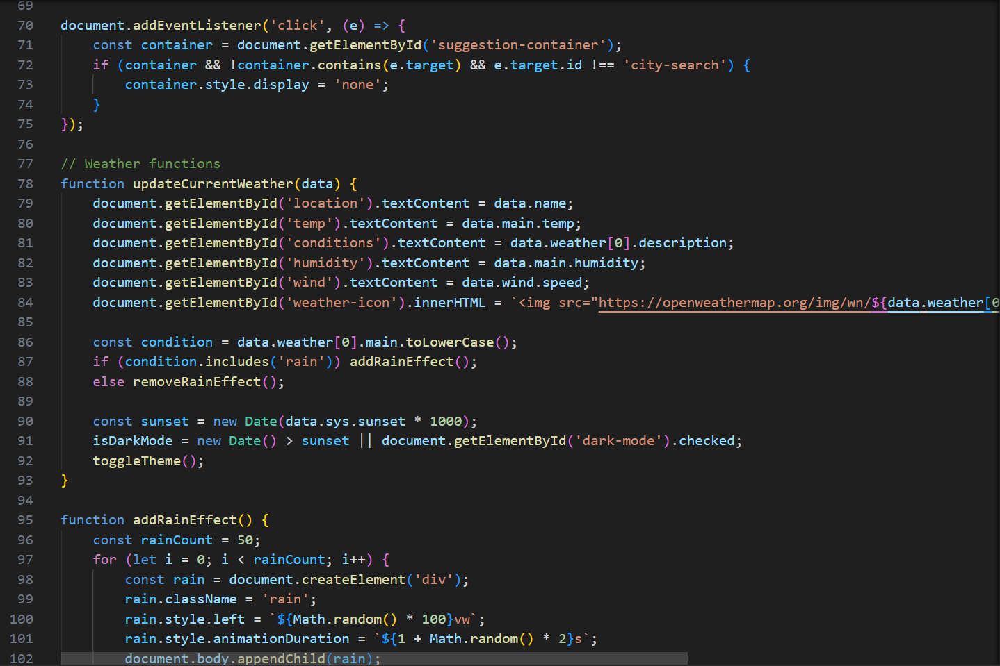 69
70 document.addEventListener('click', (e) => {
71     const container = document.getElementById('suggestion-container');
72     if (container && !container.contains(e.target) && e.target.id !== 'city-search') {
73         container.style.display = 'none';
74     }
75 });
76
77 // Weather functions
78 function updateCurrentWeather(data) {
79     document.getElementById('location').textContent = data.name;
80     document.getElementById('temp').textContent = data.main.temp;
81     document.getElementById('conditions').textContent = data.weather[0].description;
82     document.getElementById('humidity').textContent = data.main.humidity;
83     document.getElementById('wind').textContent = data.wind.speed;
84     document.getElementById('weather-icon').innerHTML = `<img src="https://openweathermap.org/img/wn/${data.weather[0
85
86     const condition = data.weather[0].main.toLowerCase();
87     if (condition.includes('rain')) addRainEffect();
88     else removeRainEffect();
89
90     const sunset = new Date(data.sys.sunset * 1000);
91     isDarkMode = new Date() > sunset || document.getElementById('dark-mode').checked;
92     toggleTheme();
93 }
94
95 function addRainEffect() {
96     const rainCount = 50;
97     for (let i = 0; i < rainCount; i++) {
98         const rain = document.createElement('div');
99         rain.className = 'rain';
100         rain.style.left = `${Math.random() * 100}vw`;
101         rain.style.animationDuration = `${1 + Math.random() * 2}s`;
102         document.body.appendChild(rain);